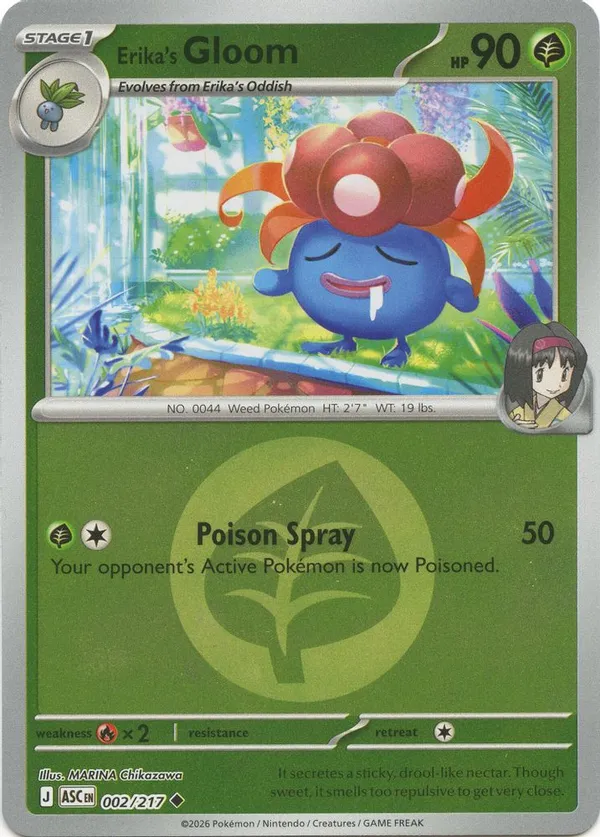 STAGE 1
Erika's Gloom HP 90
Evolves from Erika's Oddish
NO. 0044 Weed Pokémon HT: 2'7" WT: 19 lbs.
Poison Spray 50
Your opponent's Active Pokémon is now Poisoned.
weakness ×2 resistance retreat
Illus. MARINA Chikazawa
J ASC EN 002/217
It secretes a sticky, drool-like nectar. Though
sweet, it smells too repulsive to get very close.
©2026 Pokémon / Nintendo / Creatures / GAME FREAK